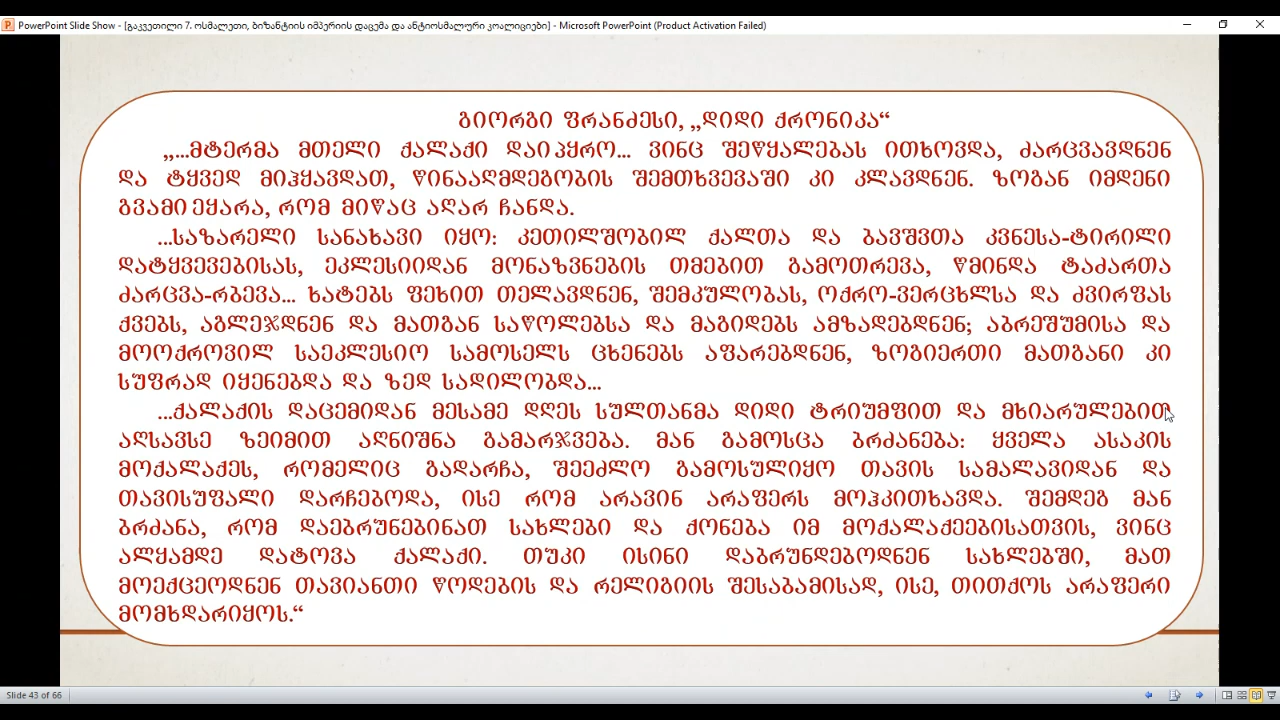 PowerPoint Slide Show - [გაკვეთილი 7. ოსმალეთი, ბიზანტიის იმპერიის დაცემა და ანტიოსმალური კოალიციები] - Microsoft PowerPoint (Product Activation Failed)
გიორგი ფრანძესი, „დიდი ქრონიკა“
„...მტერმა მთელი ქალაქი დაიპყრო... ვინც შეწყალებას ითხოვდა, ძარცვავდნენ
და ტყვედ მიჰყავდათ, წინააღმდეგობის შემთხვევაში კი კლავდნენ. ზოგან იმდენი
გვამი ეყარა, რომ მიწაც აღარ ჩანდა.
...საზარელი სანახავი იყო: კეთილშობილ ქალთა და ბავშვთა კვნესა-ტირილი
დატყვევებისას, ეკლესიიდან მონაზვნების თმებით გამოთრევა, წმინდა ტაძართა
ძარცვა-რბევა... ხატებს ფეხით თელავდნენ, შემკულობას, ოქრო-ვერცხლსა და ძვირფას
ქვებს, აგლეჯდნენ და მათგან საწოლებსა და მაგიდებს ამზადებდნენ; აბრეშუმისა და
მოოქროვილ საეკლესიო სამოსელს ცხენებს აფარებდნენ, ზოგიერთი მათგანი კი
სუფრად იყენებდა და ზედ სადილობდა...
...ქალაქის დაცემიდან მესამე დღეს სულთანმა დიდი ტრიუმფით და მხიარულებით
აღსავსე ზეიმით აღნიშნა გამარჯვება. მან გამოსცა ბრძანება: ყველა ასაკის
მოქალაქეს, რომელიც გადარჩა, შეეძლო გამოსულიყო თავის სამალავიდან და
თავისუფალი დარჩებოდა, ისე რომ არავინ არაფერს მოჰკითხავდა. შემდეგ მან
ბრძანა, რომ დაებრუნებინათ სახლები და ქონება იმ მოქალაქეებისათვის, ვინც
ალყამდე დატოვა ქალაქი. თუკი ისინი დაბრუნდებოდნენ სახლებში, მათ
მოექცეოდნენ თავიანთი წოდების და რელიგიის შესაბამისად, ისე, თითქოს არაფერი
მომხდარიყოს.“
Slide 43 of 66